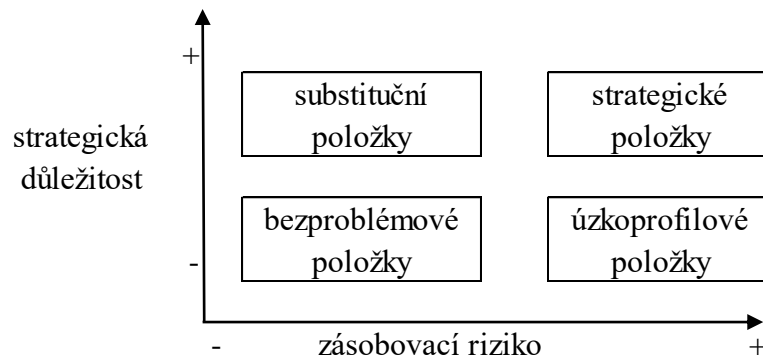 +
substituční
položky
strategické
položky
strategická
důležitost
bezproblémové
položky
úzkoprofilové
položky
-
- zásobovací riziko +